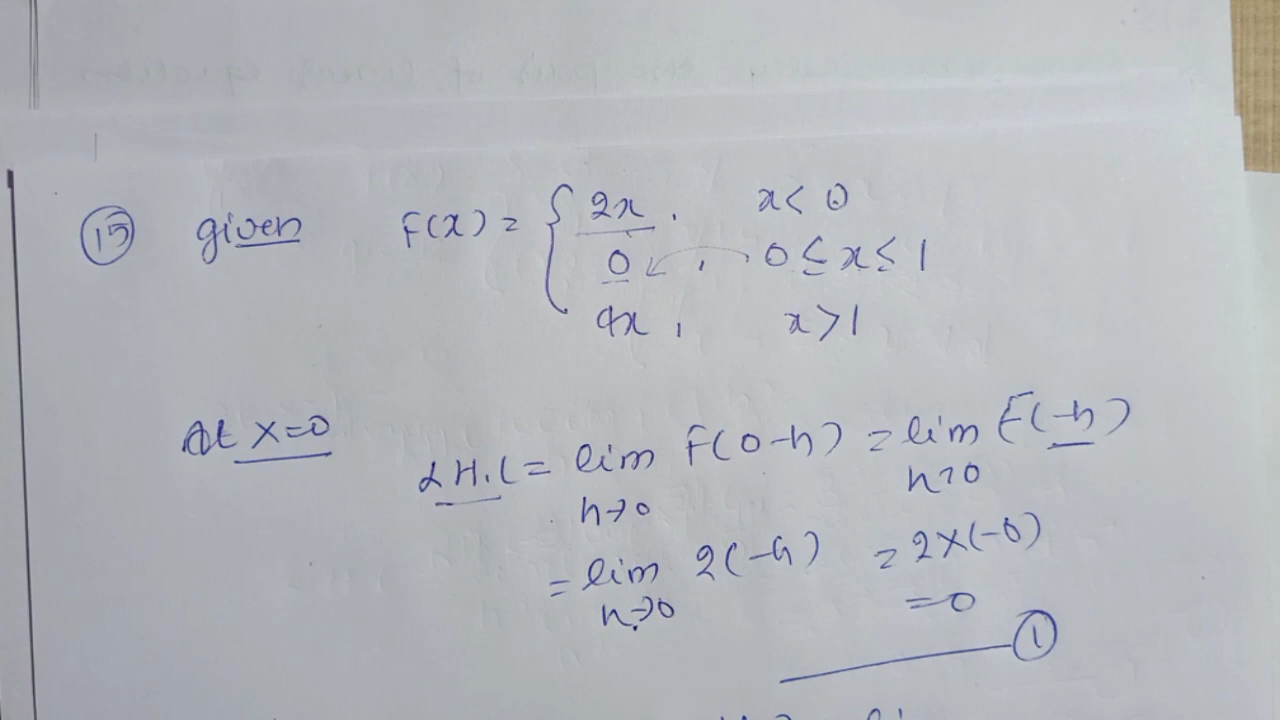 (15) given F(x) = { 2x , x < 0
0 , 0 ≤ x ≤ 1
4x , x > 1
At x=0
LH.L = lim F(0-h) = lim F(-h)
h→0 h→0
= lim 2(-h) = 2×(-0)
h→0 =0
①